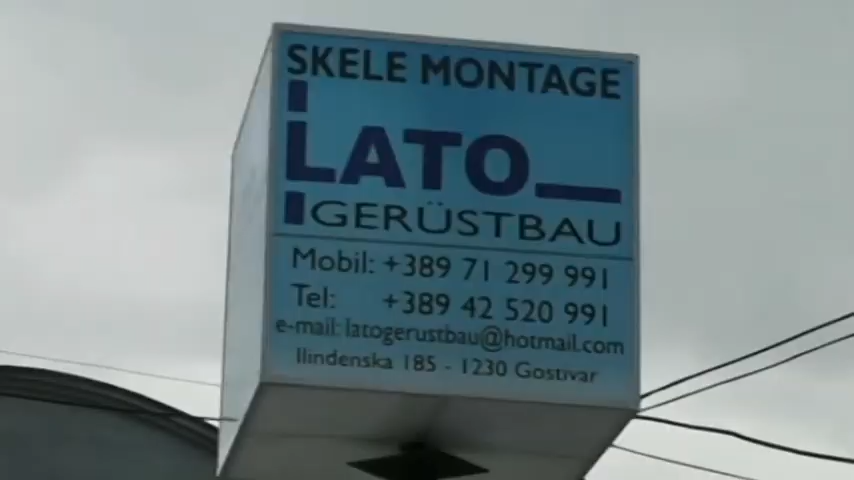 SKELE MONTAGE
LATO
GERÜSTBAU
Mobil: +389 71 299 991
Tel: +389 42 520 991
e-mail: latogerustbau@hotmail.com
Ilindenska 185 - 1230 Gostivar